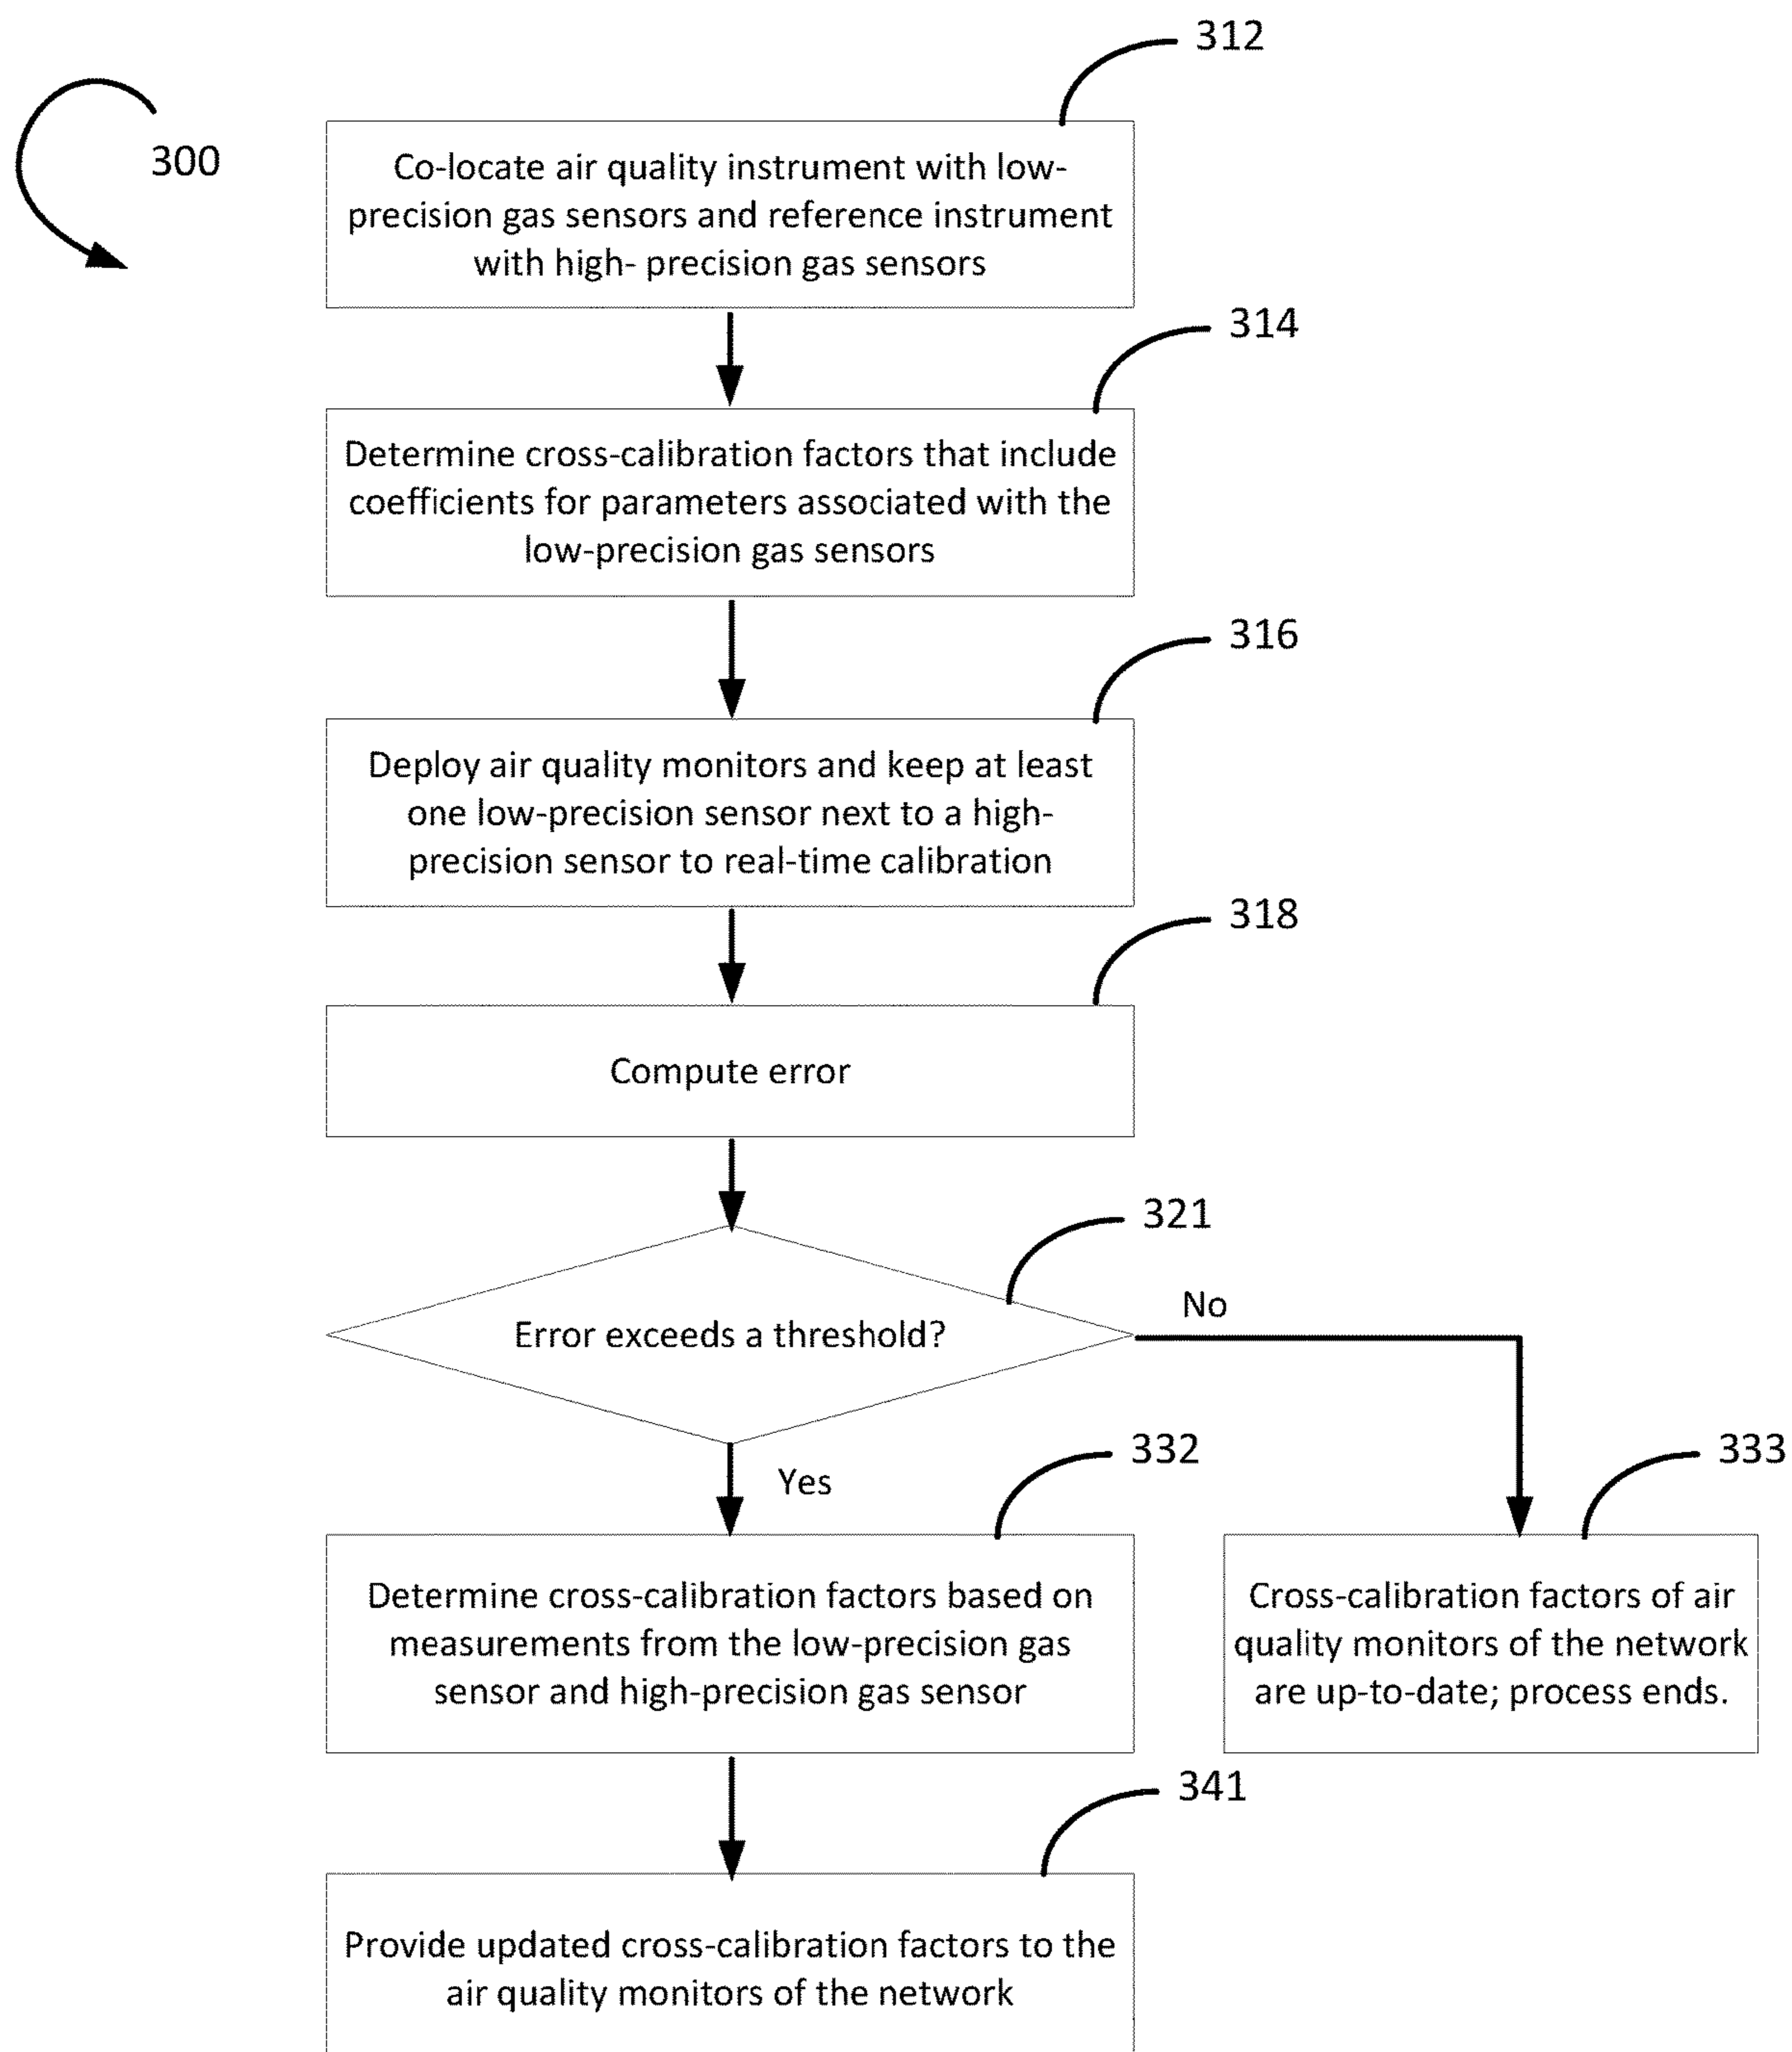 312
300
Co-locate air quality instrument with low-
precision gas sensors and reference instrument
with high- precision gas sensors
314
Determine cross-calibration factors that include
coefficients for parameters associated with the
low-precision gas sensors
316
Deploy air quality monitors and keep at least
one low-precision sensor next to a high-
precision sensor to real-time calibration
318
Compute error
321
Error exceeds a threshold?
No
Yes
332
333
Determine cross-calibration factors based on
measurements from the low-precision gas
sensor and high-precision gas sensor
Cross-calibration factors of air
quality monitors of the network
are up-to-date; process ends.
341
Provide updated cross-calibration factors to the
air quality monitors of the network